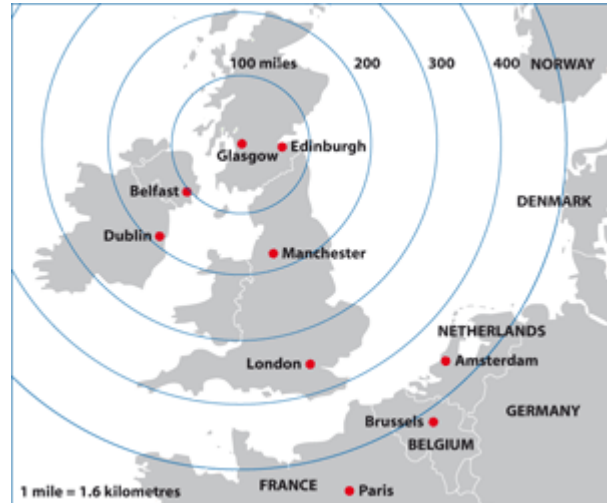 100 miles
200
300
400
NORWAY
Glasgow
Edinburgh
Belfast
DENMARK
Dublin
Manchester
NETHERLANDS
London
Amsterdam
GERMANY
Brussels
BELGIUM
FRANCE
1 mile = 1.6 kilometres
Paris